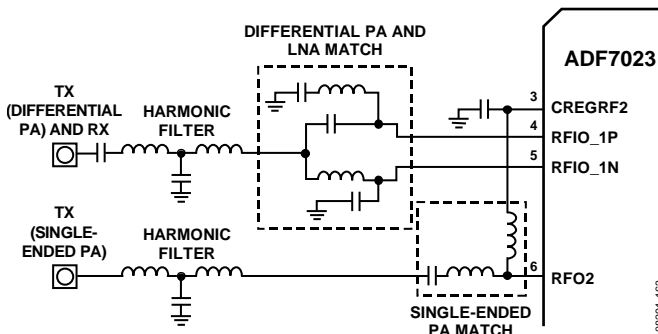 DIFFERENTIAL PA AND
LNA MATCH
ADF7023
TX
(DIFFERENTIAL
PA) AND RX
HARMONIC
FILTER
3
CREGRF2
4
RFIO_1P
5
RFIO_1N
TX
(SINGLE-
ENDED PA)
HARMONIC
FILTER
6
RFO2
SINGLE-ENDED
PA MATCH